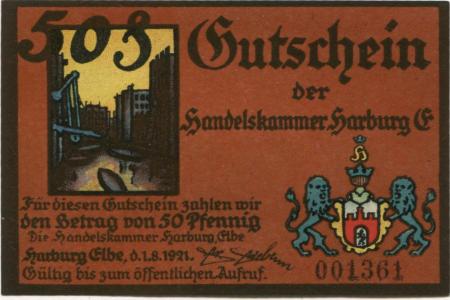 50 ₰ Gutschein
der
Handelskammer Harburg E
Für diesen Gutschein zahlen wir
den Betrag von 50 Pfennig
Die Handelskammer Harburg, Elbe
Harburg Elbe, d. 1. 8. 1921.
Gültig bis zum öffentlichen Aufruf.
H
001361